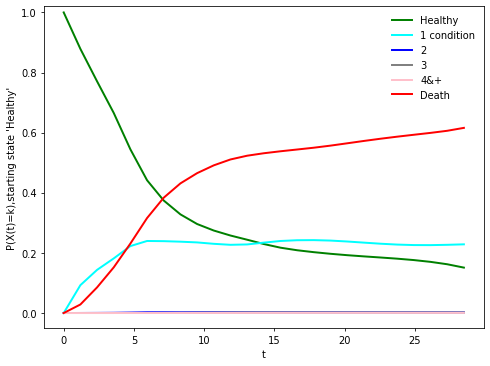 Healthy
1 condition
2
3
4&+
Death
P(X(t)=k),starting state 'Healthy'
1.0
0.8
0.6
0.4
0.2
0.0
0 5 10 15 20 25
t